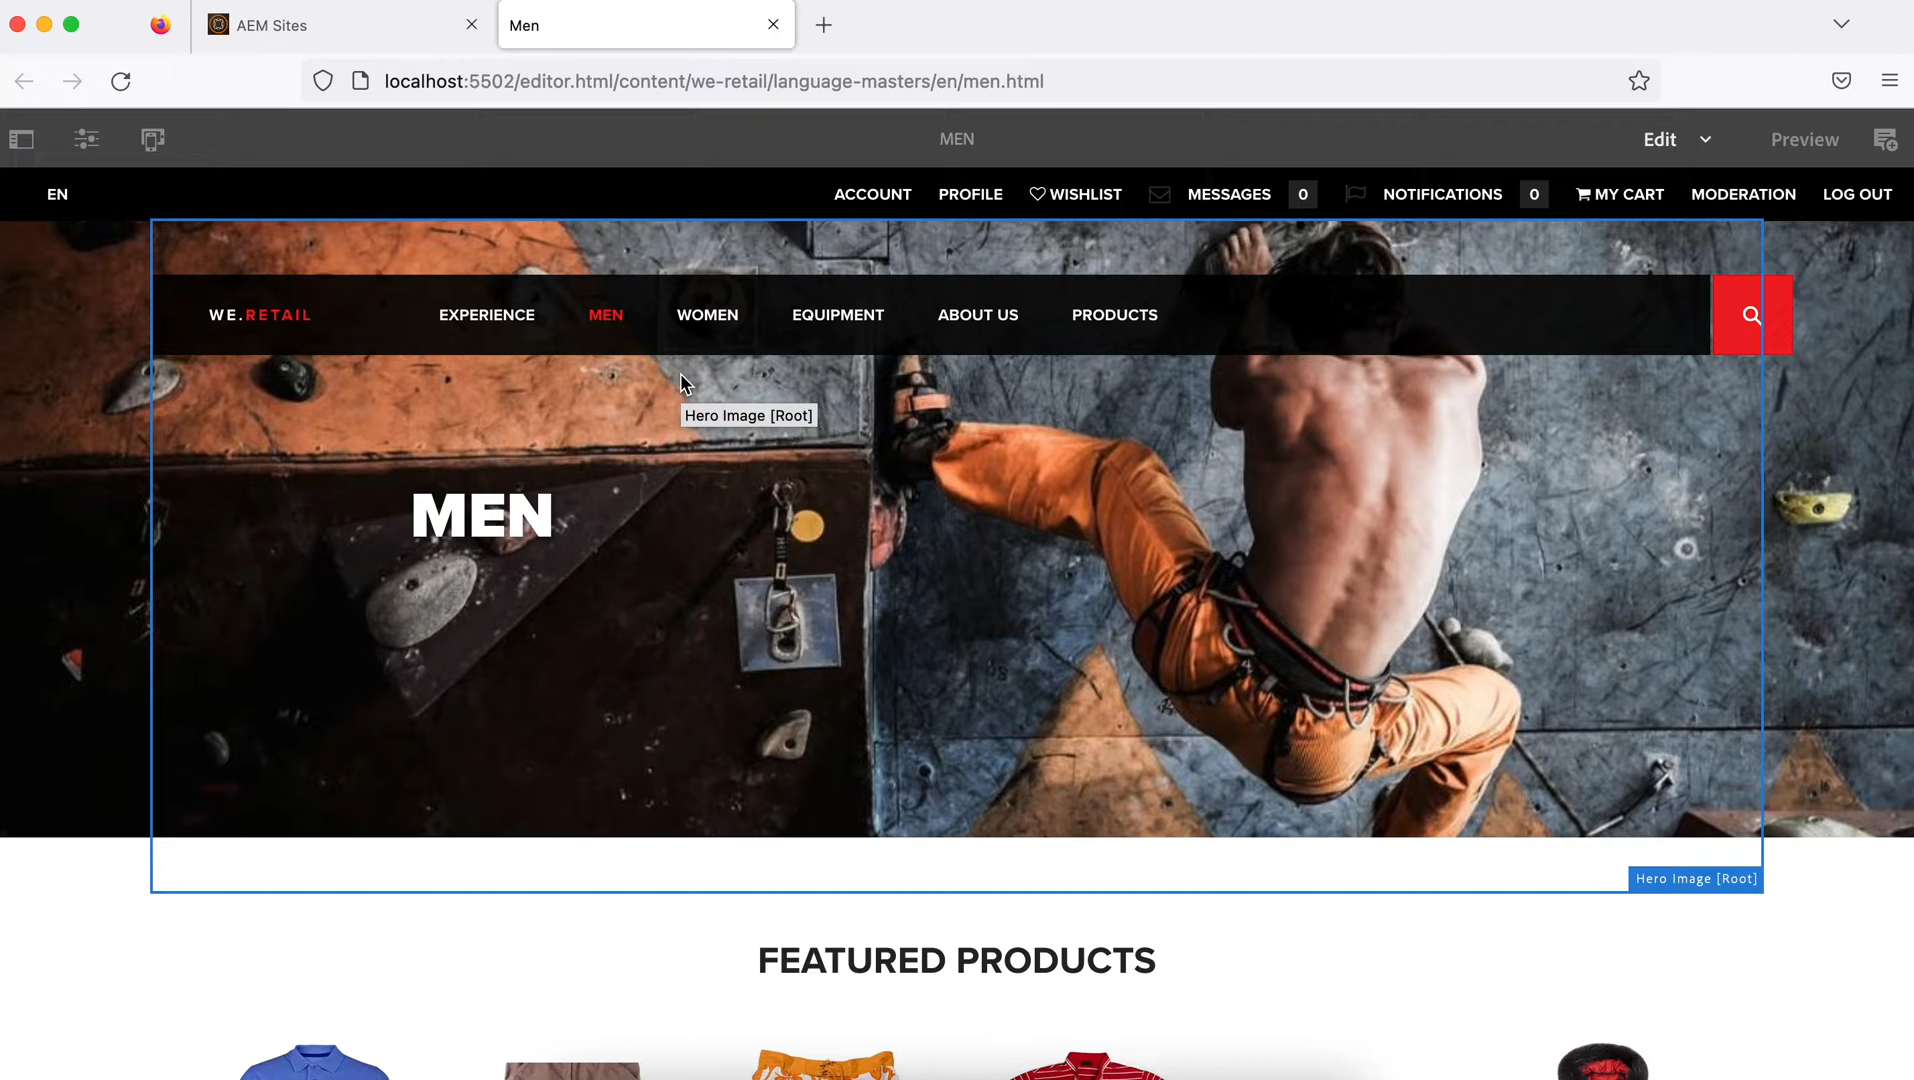 AEM Sites
Men
localhost:5502/editor.html/content/we-retail/language-masters/en/men.html
MEN
Edit
Preview
EN
ACCOUNT
PROFILE
WISHLIST
MESSAGES 0
NOTIFICATIONS 0
MY CART
MODERATION
LOG OUT
WE.RETAIL
EXPERIENCE
MEN
WOMEN
EQUIPMENT
ABOUT US
PRODUCTS
Hero Image [Root]
MEN
Hero Image [Root]
FEATURED PRODUCTS